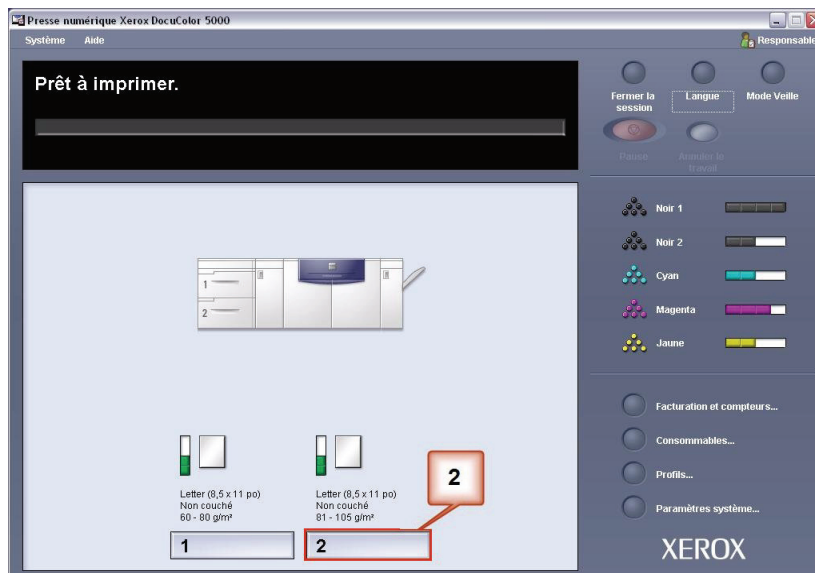 Presse numérique Xerox DocuColor 5000
Système Aide
Responsable
Prêt à imprimer.
Fermer la session
Langue
Mode Veille
Pause
Annuler le travail
Noir 1
Noir 2
Cyan
Magenta
Jaune
1
2
Letter (8,5 x 11 po)
Non couché
60 - 80 g/m²
1
Letter (8,5 x 11 po)
Non couché
81 - 105 g/m²
2
2
Facturation et compteurs...
Consommables...
Profils...
Paramètres système...
XEROX